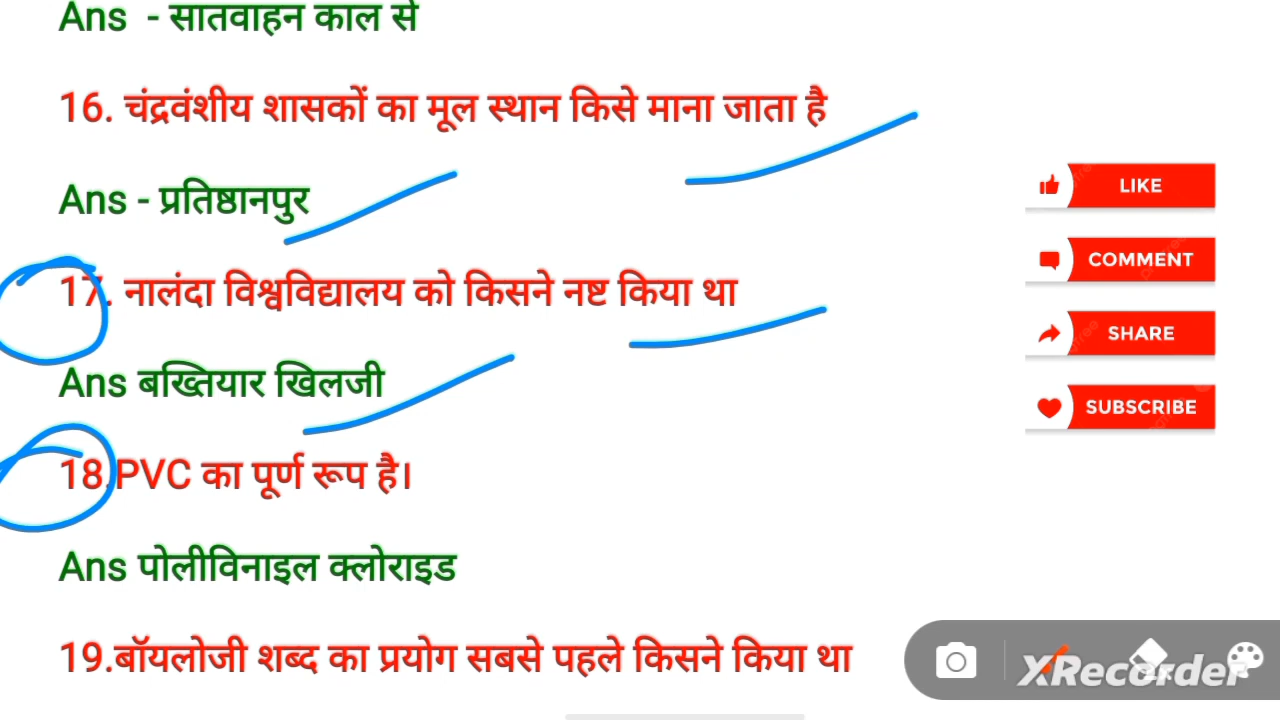 Ans - सातवाहन काल से
16. चंद्रवंशीय शासकों का मूल स्थान किसे माना जाता है
Ans - प्रतिष्ठानपुर
17. नालंदा विश्वविद्यालय को किसने नष्ट किया था
Ans बख्तियार खिलजी
18.PVC का पूर्ण रूप है।
Ans पोलीविनाइल क्लोराइड
19.बॉयलोजी शब्द का प्रयोग सबसे पहले किसने किया था
LIKE
COMMENT
SHARE
SUBSCRIBE
XRecorder